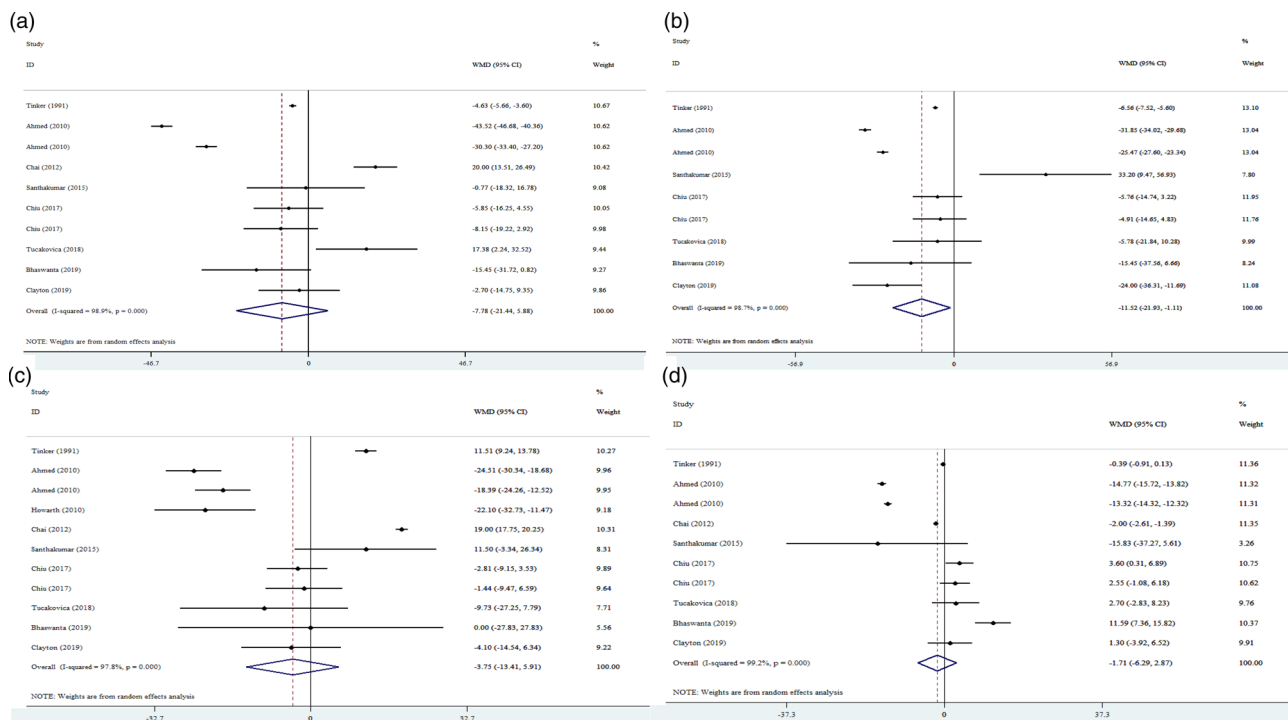 (a)
Study %
ID WMD (95% CI) Weight
Tinker (1991) -4.63 (-5.66, -3.60) 10.67
Ahmed (2010) -43.52 (-46.68, -40.36) 10.62
Ahmed (2010) -30.30 (-33.40, -27.20) 10.62
Chai (2012) 20.00 (13.51, 26.49) 10.42
Santhakumar (2015) -0.77 (-18.32, 16.78) 9.08
Chiu (2017) -5.85 (-16.25, 4.55) 10.05
Chiu (2017) -8.15 (-19.22, 2.92) 9.98
Tucakovica (2018) 17.38 (2.24, 32.52) 9.44
Bhaswanta (2019) -15.45 (-31.72, 0.82) 9.27
Clayton (2019) -2.70 (-14.75, 9.35) 9.86
Overall (I-squared = 98.9%, p = 0.000) -7.78 (-21.44, 5.88) 100.00
NOTE: Weights are from random effects analysis
-46.7 0 46.7
(b)
Study %
ID WMD (95% CI) Weight
Tinker (1991) -6.56 (-7.52, -5.60) 13.10
Ahmed (2010) -31.85 (-34.02, -29.68) 13.04
Ahmed (2010) -25.47 (-27.60, -23.34) 13.04
Santhakumar (2015) 33.20 (9.47, 56.93) 7.80
Chiu (2017) -5.76 (-14.74, 3.22) 11.95
Chiu (2017) -4.91 (-14.65, 4.83) 11.76
Tucakovica (2018) -5.78 (-21.84, 10.28) 9.99
Bhaswanta (2019) -15.45 (-37.56, 6.66) 8.24
Clayton (2019) -24.00 (-36.31, -11.69) 11.08
Overall (I-squared = 98.7%, p = 0.000) -11.52 (-21.93, -1.11) 100.00
NOTE: Weights are from random effects analysis
-56.9 0 56.9
(c)
Study %
ID WMD (95% CI) Weight
Tinker (1991) 11.51 (9.24, 13.78) 10.27
Ahmed (2010) -24.51 (-30.34, -18.68) 9.96
Ahmed (2010) -18.39 (-24.26, -12.52) 9.95
Howarth (2010) -22.10 (-32.73, -11.47) 9.18
Chai (2012) 19.00 (17.75, 20.25) 10.31
Santhakumar (2015) 11.50 (-3.34, 26.34) 8.31
Chiu (2017) -2.81 (-9.15, 3.53) 9.89
Chiu (2017) -1.44 (-9.47, 6.59) 9.64
Tucakovica (2018) -9.73 (-27.25, 7.79) 7.71
Bhaswanta (2019) 0.00 (-27.83, 27.83) 5.56
Clayton (2019) -4.10 (-14.54, 6.34) 9.22
Overall (I-squared = 97.8%, p = 0.000) -3.75 (-13.41, 5.91) 100.00
NOTE: Weights are from random effects analysis
-32.7 0 32.7
(d)
Study %
ID WMD (95% CI) Weight
Tinker (1991) -0.39 (-0.91, 0.13) 11.36
Ahmed (2010) -14.77 (-15.72, -13.82) 11.32
Ahmed (2010) -13.32 (-14.32, -12.32) 11.31
Chai (2012) -2.00 (-2.61, -1.39) 11.35
Santhakumar (2015) -15.83 (-37.27, 5.61) 3.26
Chiu (2017) 3.60 (0.31, 6.89) 10.75
Chiu (2017) 2.55 (-1.08, 6.18) 10.62
Tucakovica (2018) 2.70 (-2.83, 8.23) 9.76
Bhaswanta (2019) 11.59 (7.36, 15.82) 10.37
Clayton (2019) 1.30 (-3.92, 6.52) 9.91
Overall (I-squared = 99.2%, p = 0.000) -1.71 (-6.29, 2.87) 100.00
NOTE: Weights are from random effects analysis
-37.3 0 37.3